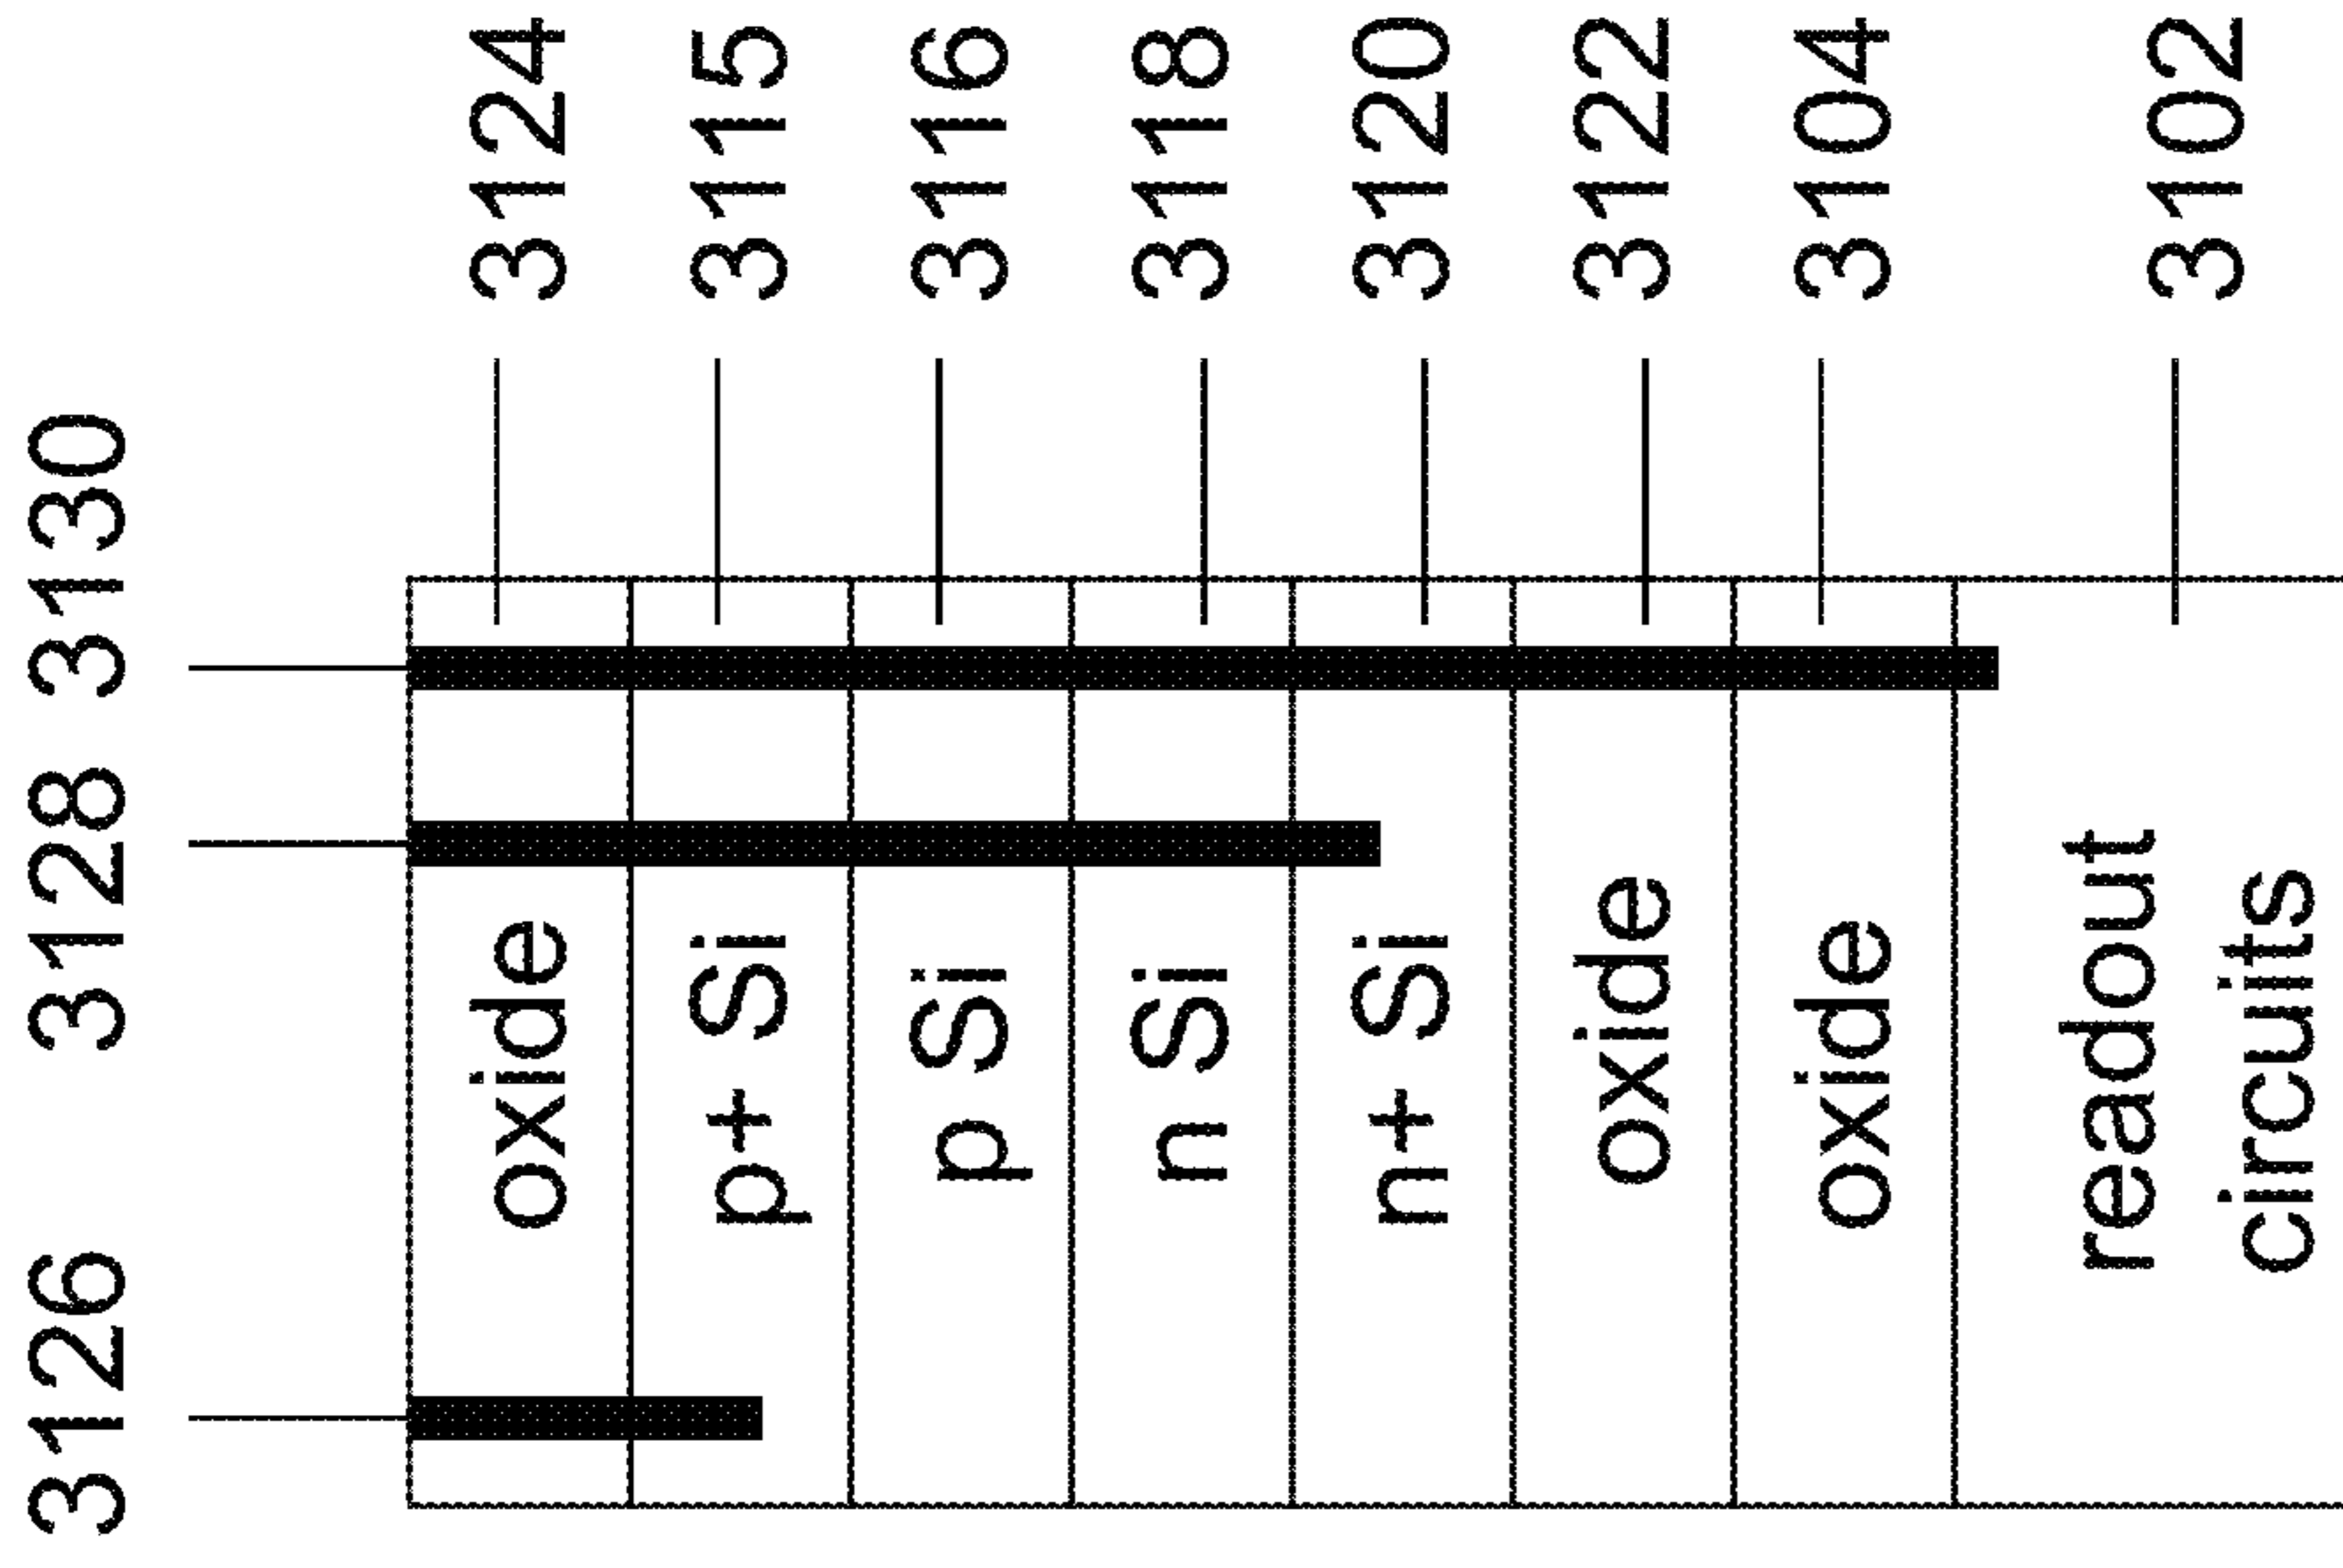 3126 3128 3130
oxide 3124
p+ Si 3115
p Si 3116
n Si 3118
n+ Si 3120
oxide 3122
oxide 3104
readout
circuits
3102